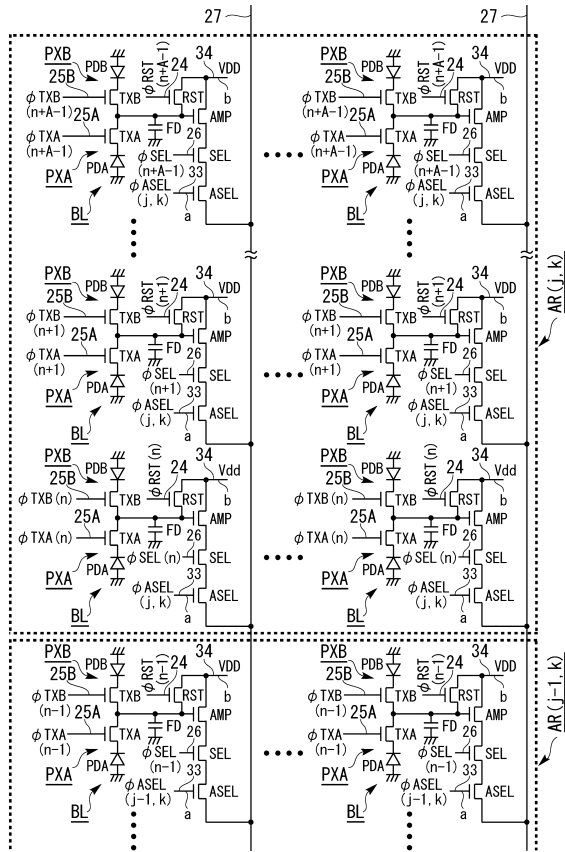 27 27
PXB PDB φRST (n+A-1) 24 34 VDD PXB PDB φRST (n+A-1) 24 34 VDD
25B b 25B b
φTXB (n+A-1) TXB RST φTXB (n+A-1) TXB RST
25A AMP 25A AMP
φTXA (n+A-1) TXA FD φTXA (n+A-1) TXA FD
26 26
φSEL (n+A-1) SEL φSEL (n+A-1) SEL
PXA PDA 33 PXA PDA 33
φASEL (j,k) ASEL φASEL (j,k) ASEL
BL a BL a
AR(j,k)
PXB PDB φRST (n+1) 24 34 VDD PXB PDB φRST (n+1) 24 34 VDD
25B b 25B b
φTXB (n+1) TXB RST φTXB (n+1) TXB RST
25A AMP 25A AMP
φTXA (n+1) TXA FD φTXA (n+1) TXA FD
26 26
φSEL (n+1) SEL φSEL (n+1) SEL
PXA PDA 33 PXA PDA 33
φASEL (j,k) ASEL φASEL (j,k) ASEL
BL a BL a
PXB PDB φRST(n) 24 34 Vdd PXB PDB φRST(n) 24 34 Vdd
25B b 25B b
φTXB(n) TXB RST φTXB(n) TXB RST
25A AMP 25A AMP
φTXA(n) TXA FD φTXA(n) TXA FD
26 26
φSEL(n) SEL φSEL(n) SEL
PXA PDA 33 PXA PDA 33
φASEL (j,k) ASEL φASEL (j,k) ASEL
BL a BL a
AR(j-1,k)
PXB PDB φRST (n-1) 24 34 VDD PXB PDB φRST (n-1) 24 34 VDD
25B b 25B b
φTXB (n-1) TXB RST φTXB (n-1) TXB RST
25A AMP 25A AMP
φTXA (n-1) TXA FD φTXA (n-1) TXA FD
26 26
φSEL (n-1) SEL φSEL (n-1) SEL
PXA PDA 33 PXA PDA 33
φASEL (j-1,k) ASEL φASEL (j-1,k) ASEL
BL a BL a